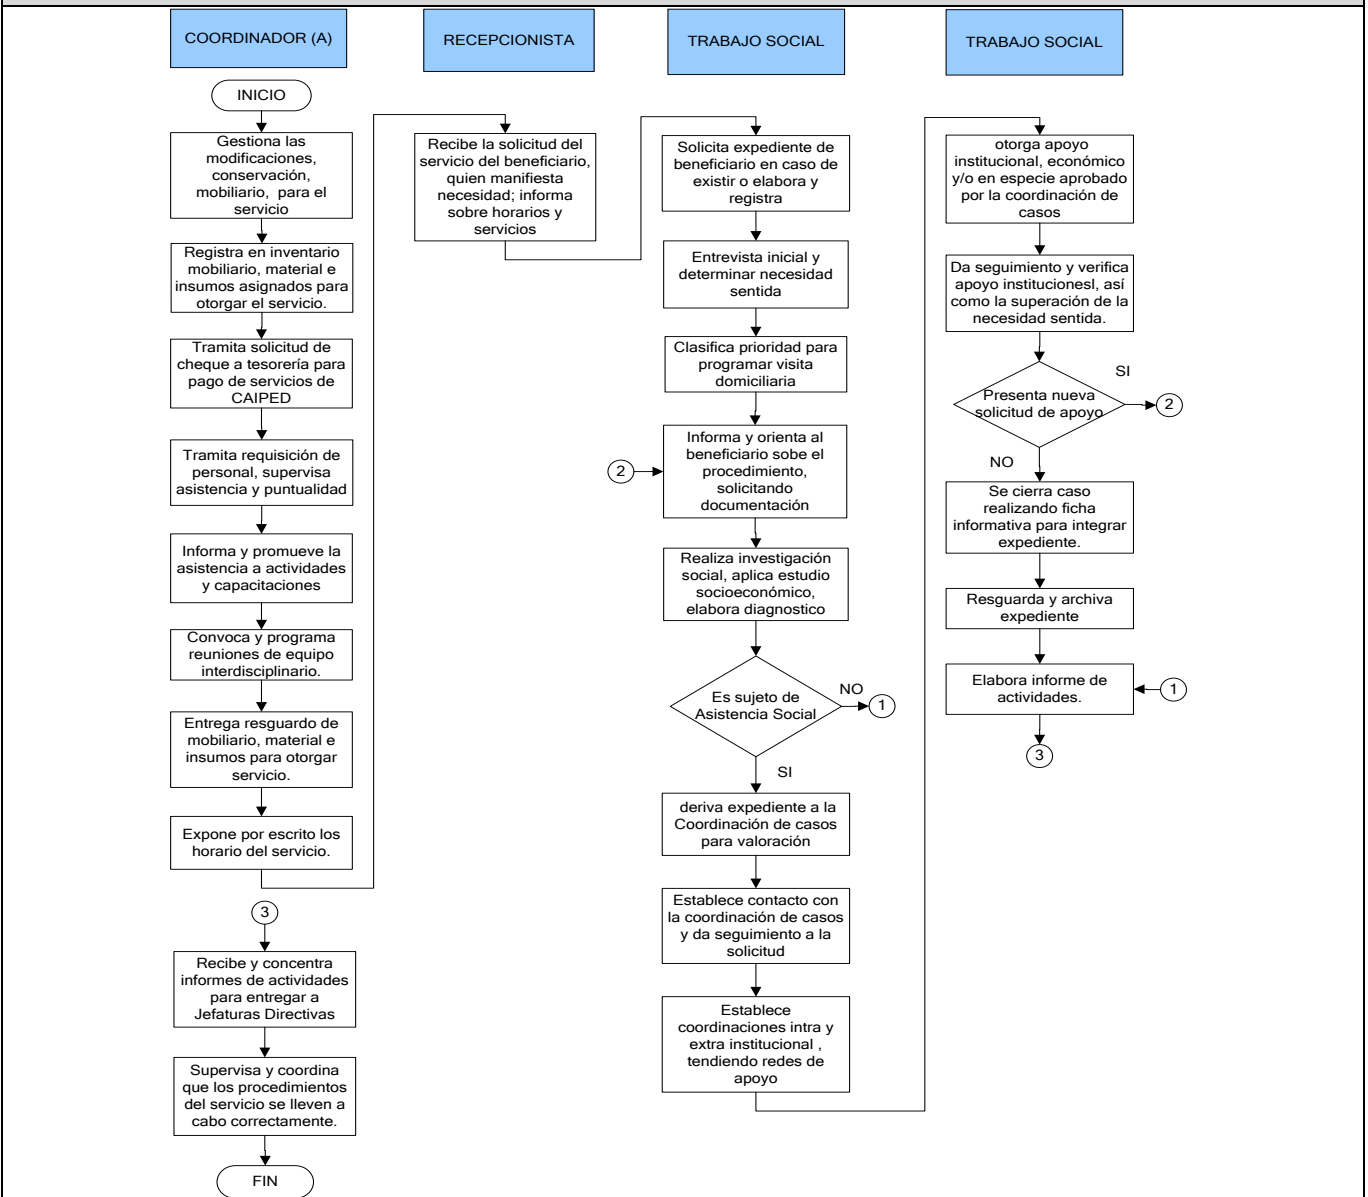 COORDINADOR (A)
RECEPCIONISTA
TRABAJO SOCIAL
TRABAJO SOCIAL
INICIO
Gestiona las
modificaciones,
conservación,
mobiliario, para el
servicio
Registra en inventario
mobiliario, material e
insumos asignados para
otorgar el servicio.
Tramita solicitud de
cheque a tesorería para
pago de servicios de
CAIPED
Tramita requisición de
personal, supervisa
asistencia y puntualidad
Informa y promueve la
asistencia a actividades
y capacitaciones
Convoca y programa
reuniones de equipo
interdisciplinario.
Entrega resguardo de
mobiliario, material e
insumos para otorgar
servicio.
Expone por escrito los
horario del servicio.
3
Recibe y concentra
informes de actividades
para entregar a
Jefaturas Directivas
Supervisa y coordina
que los procedimientos
del servicio se lleven a
cabo correctamente.
FIN
Recibe la solicitud del
servicio del beneficiario,
quien manifiesta
necesidad; informa
sobre horarios y
servicios
Solicita expediente de
beneficiario en caso de
existir o elabora y
registra
Entrevista inicial y
determinar necesidad
sentida
Clasifica prioridad para
programar visita
domiciliaria
2
Informa y orienta al
beneficiario sobe el
procedimiento,
solicitando
documentación
Realiza investigación
social, aplica estudio
socioeconómico,
elabora diagnostico
Es sujeto de
Asistencia Social
NO
1
SI
deriva expediente a la
Coordinación de casos
para valoración
Establece contacto con
la coordinación de casos
y da seguimiento a la
solicitud
Establece
coordinaciones intra y
extra institucional ,
tendiendo redes de
apoyo
otorga apoyo
institucional, económico
y/o en especie aprobado
por la coordinación de
casos
Da seguimiento y verifica
apoyo institucionesl, así
como la superación de la
necesidad sentida.
SI
Presenta nueva
solicitud de apoyo
2
NO
Se cierra caso
realizando ficha
informativa para integrar
expediente.
Resguarda y archiva
expediente
Elabora informe de
actividades.
1
3